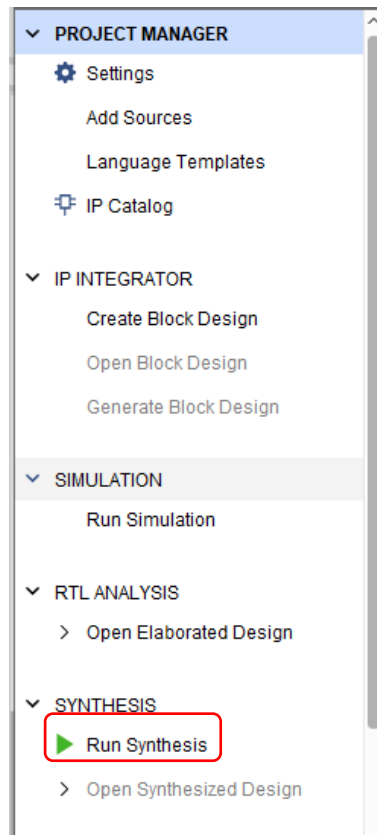 PROJECT MANAGER
Settings
Add Sources
Language Templates
IP Catalog
IP INTEGRATOR
Create Block Design
Open Block Design
Generate Block Design
SIMULATION
Run Simulation
RTL ANALYSIS
Open Elaborated Design
SYNTHESIS
Run Synthesis
Open Synthesized Design